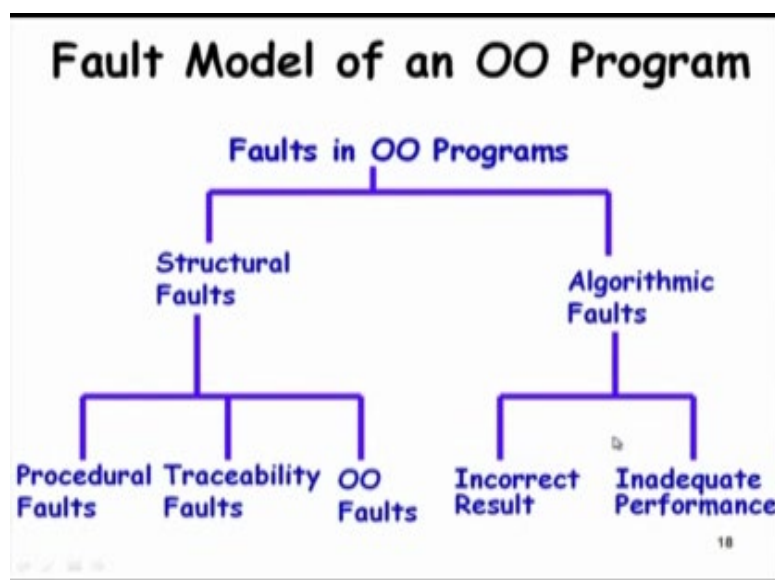 Fault Model of an OO Program
Faults in OO Programs
Structural
Faults
Algorithmic
Faults
Procedural
Faults
Traceability
Faults
OO
Faults
Incorrect
Result
Inadequate
Performance
18